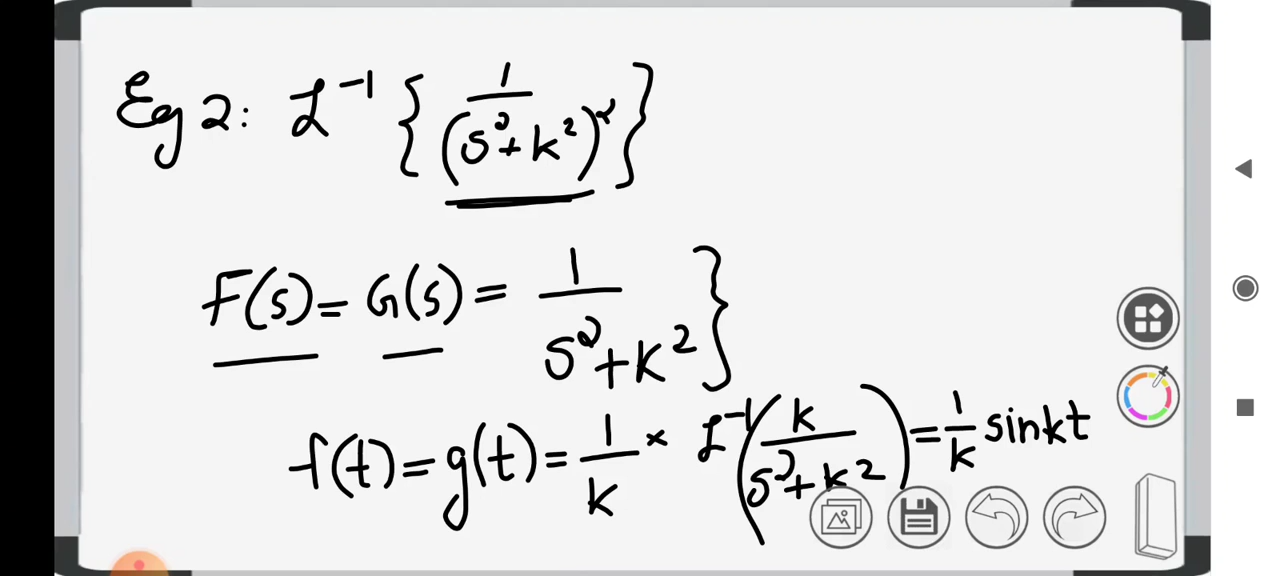 Eg 2: ℒ⁻¹ { 1/(s²+k²)² }
F(s) = G(s) = 1/(s²+k²) }
f(t) = g(t) = 1/k × ℒ⁻¹(k/(s²+k²)) = 1/k sinkt